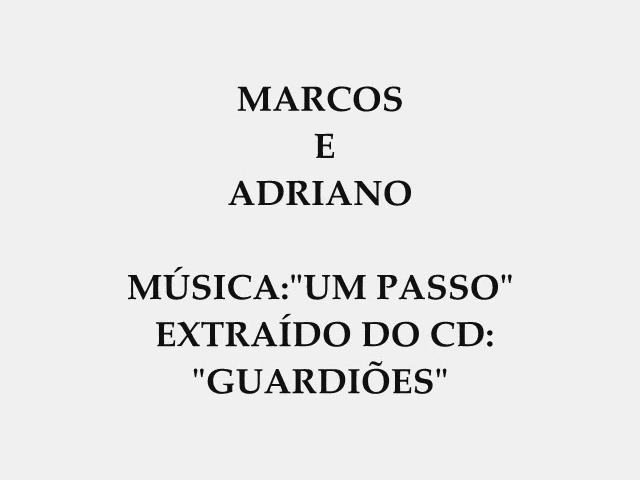 MARCOS
E
ADRIANO
MÚSICA:"UM PASSO"
EXTRAÍDO DO CD:
"GUARDIÕES"